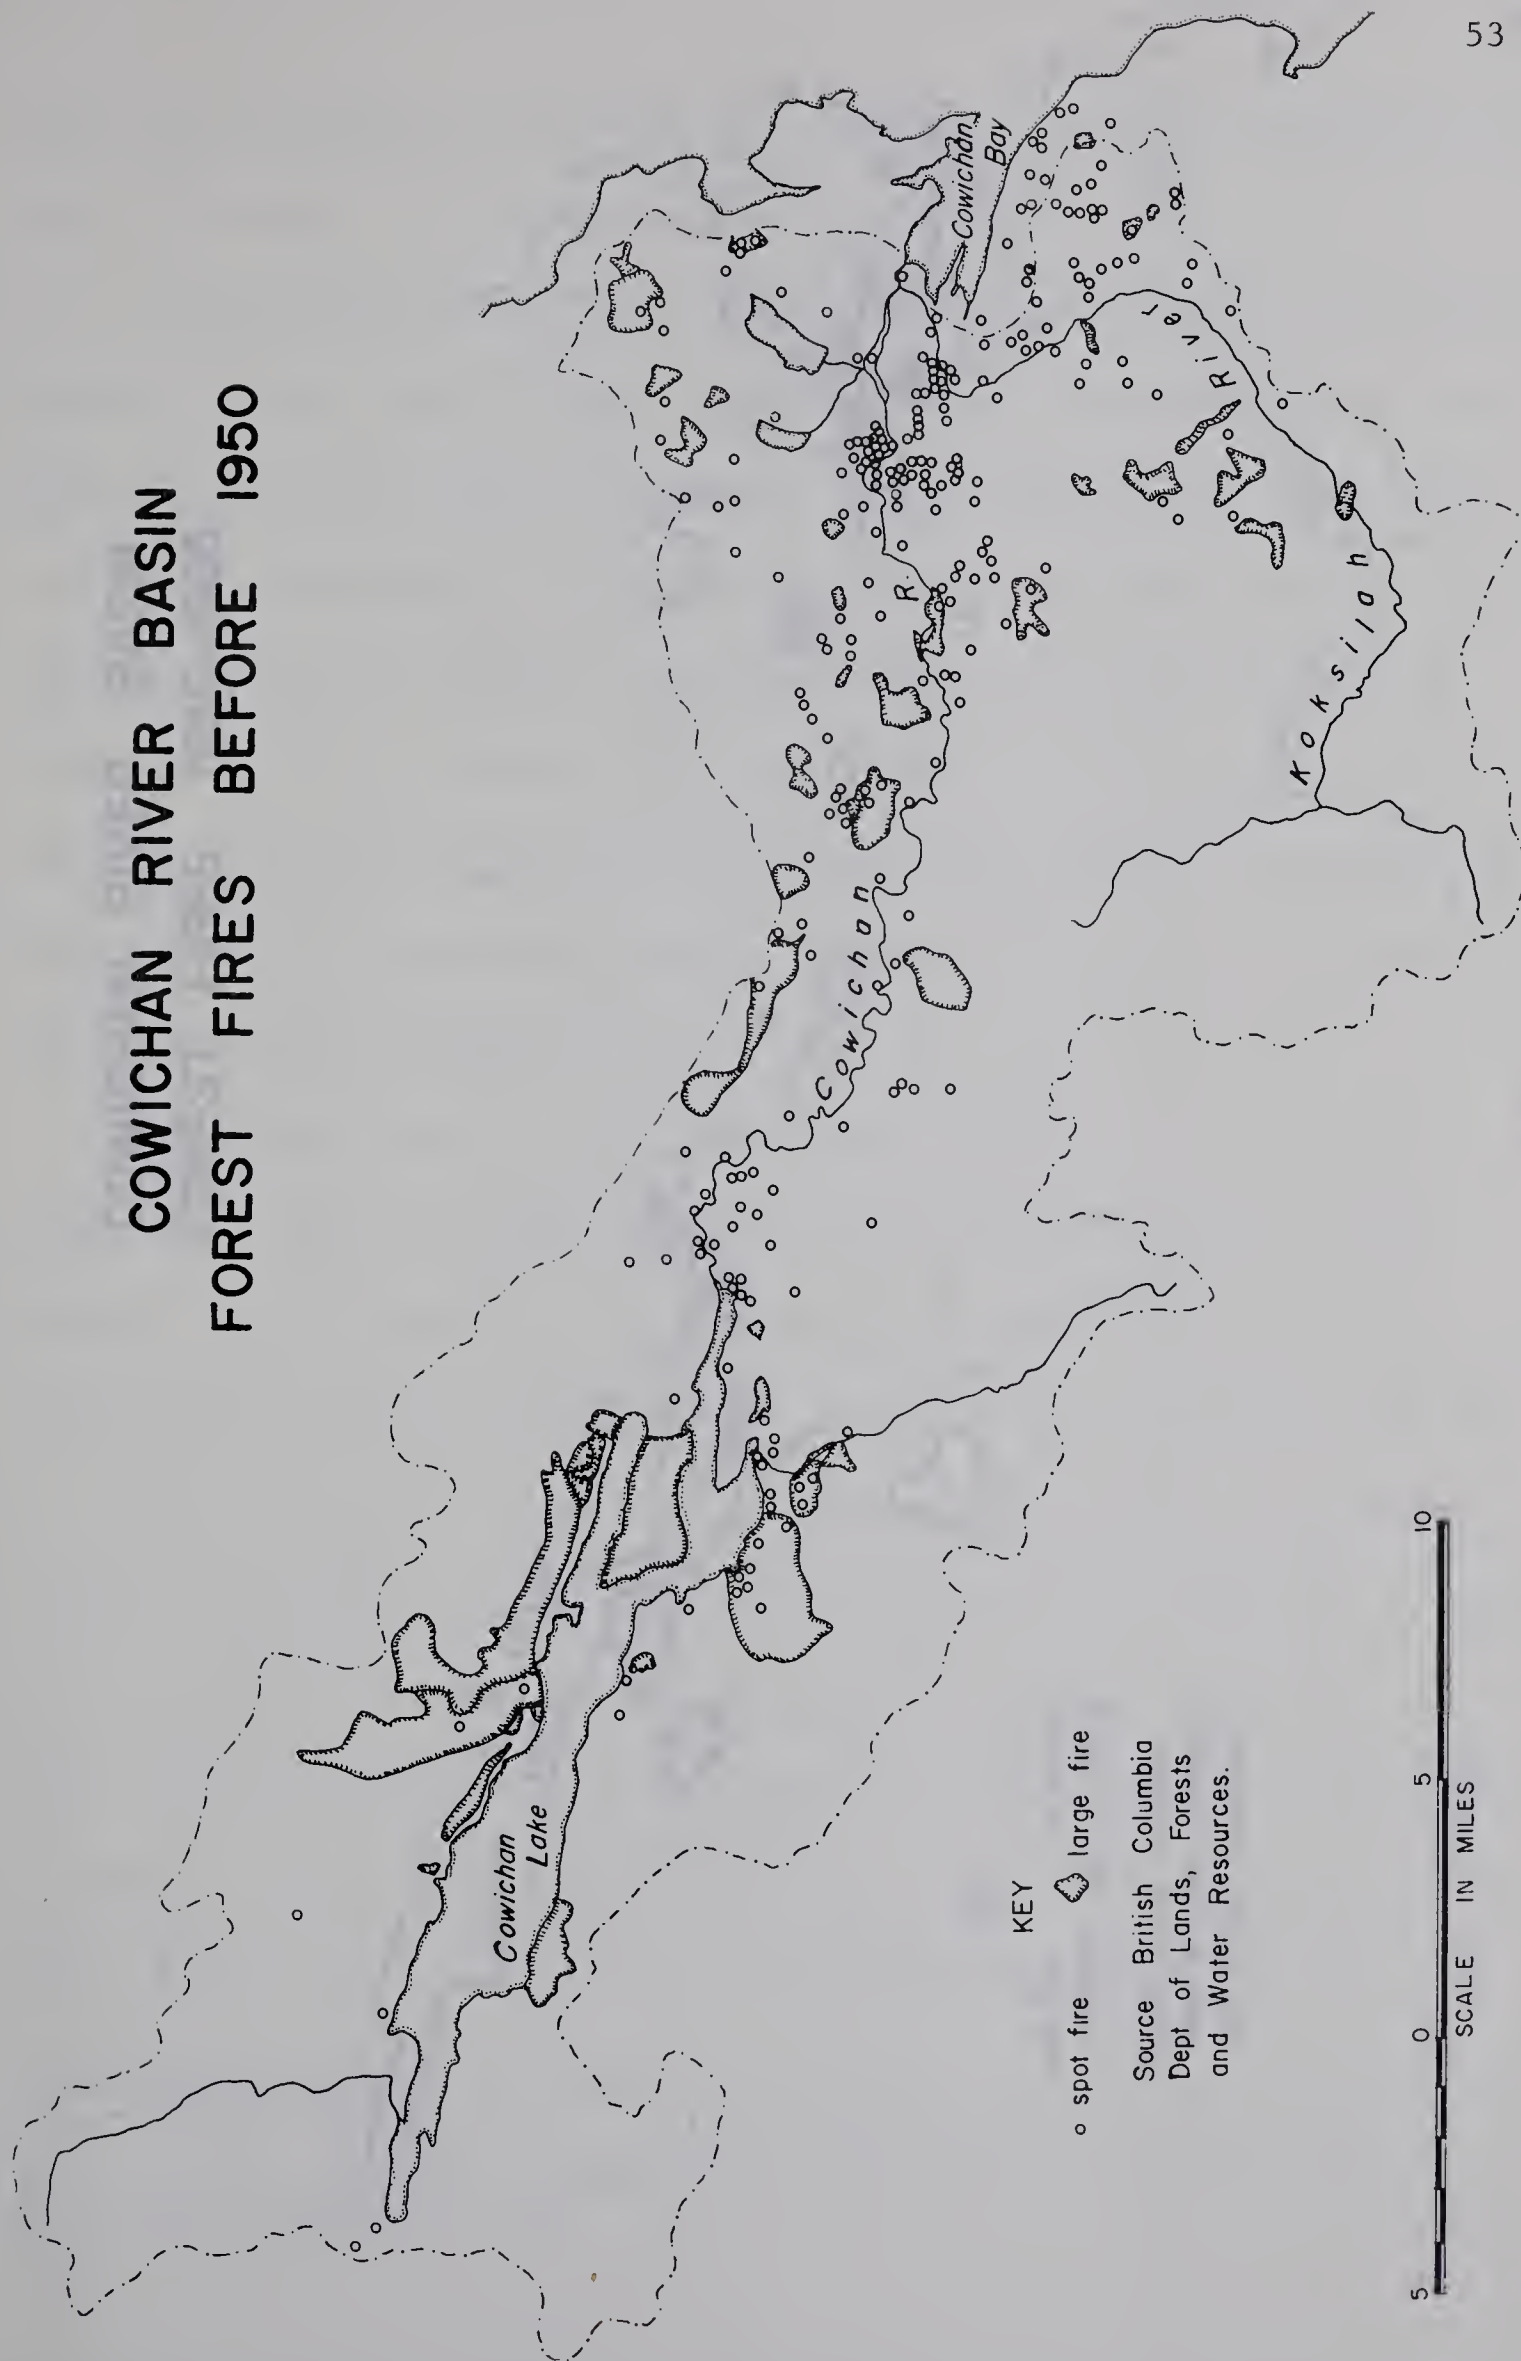 53
COWICHAN RIVER BASIN
FOREST FIRES BEFORE 1950
Cowichan
Bay
Cowichan R.
Koksilah River
Cowichan
Lake
KEY
spot fire
large fire
Source British Columbia
Dept of Lands, Forests
and Water Resources.
5 0 5 10
SCALE IN MILES